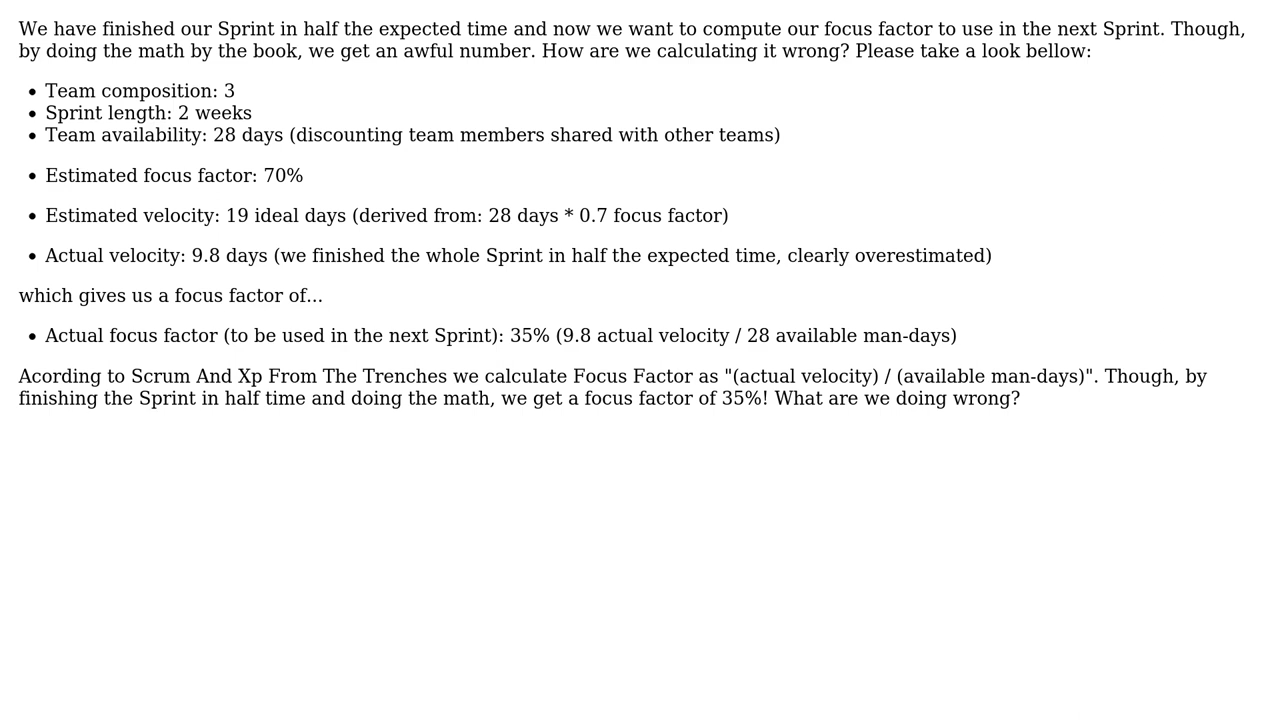 We have finished our Sprint in half the expected time and now we want to compute our focus factor to use in the next Sprint. Though,
by doing the math by the book, we get an awful number. How are we calculating it wrong? Please take a look bellow:
• Team composition: 3
• Sprint length: 2 weeks
• Team availability: 28 days (discounting team members shared with other teams)
• Estimated focus factor: 70%
• Estimated velocity: 19 ideal days (derived from: 28 days * 0.7 focus factor)
• Actual velocity: 9.8 days (we finished the whole Sprint in half the expected time, clearly overestimated)
which gives us a focus factor of...
• Actual focus factor (to be used in the next Sprint): 35% (9.8 actual velocity / 28 available man-days)
Acording to Scrum And Xp From The Trenches we calculate Focus Factor as "(actual velocity) / (available man-days)". Though, by
finishing the Sprint in half time and doing the math, we get a focus factor of 35%! What are we doing wrong?